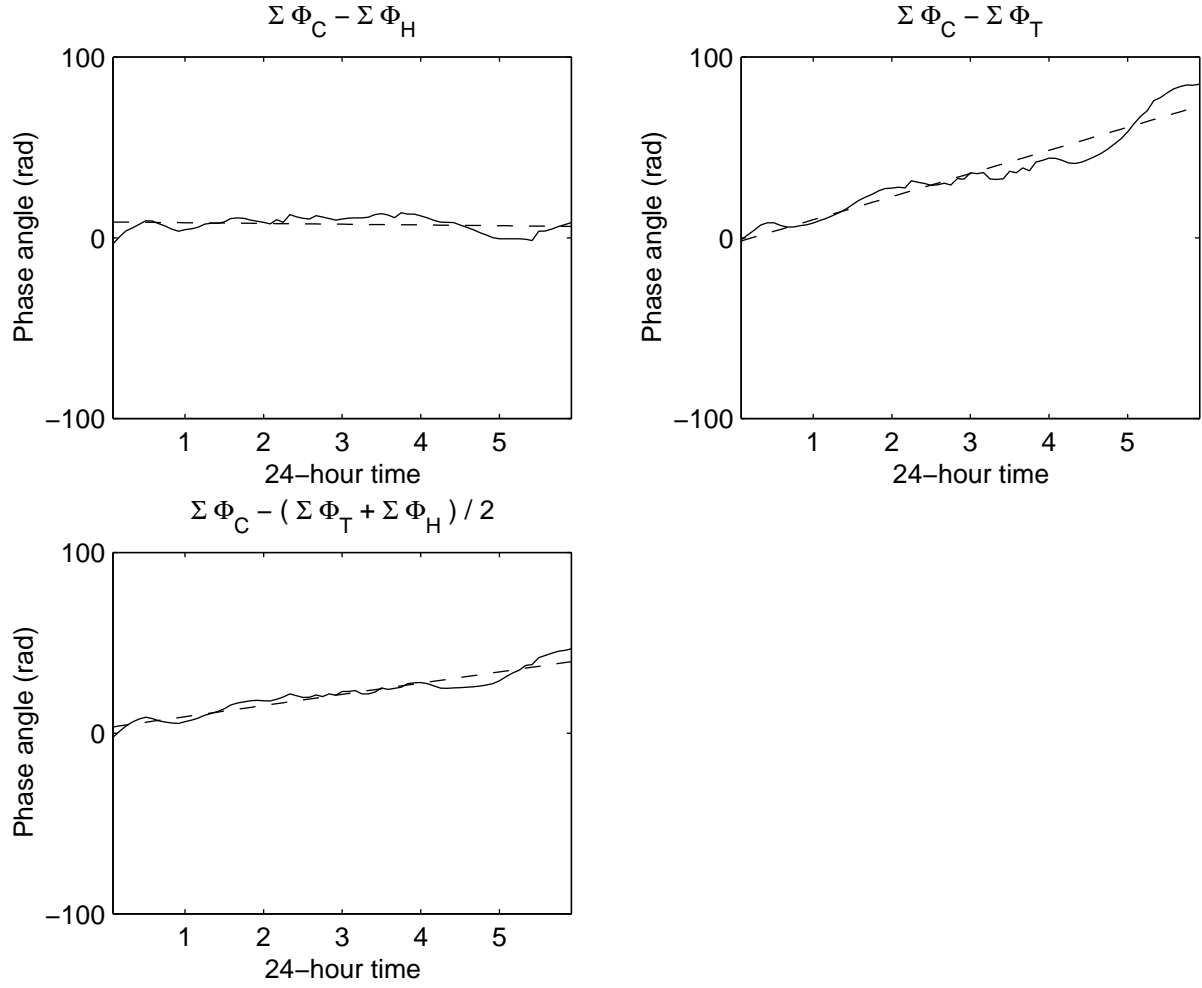 Σ Φ_C − Σ Φ_H
100
0
−100
Phase angle (rad)
1 2 3 4 5
24−hour time
Σ Φ_C − Σ Φ_T
100
0
−100
Phase angle (rad)
1 2 3 4 5
24−hour time
Σ Φ_C − ( Σ Φ_T + Σ Φ_H ) / 2
100
0
−100
Phase angle (rad)
1 2 3 4 5
24−hour time